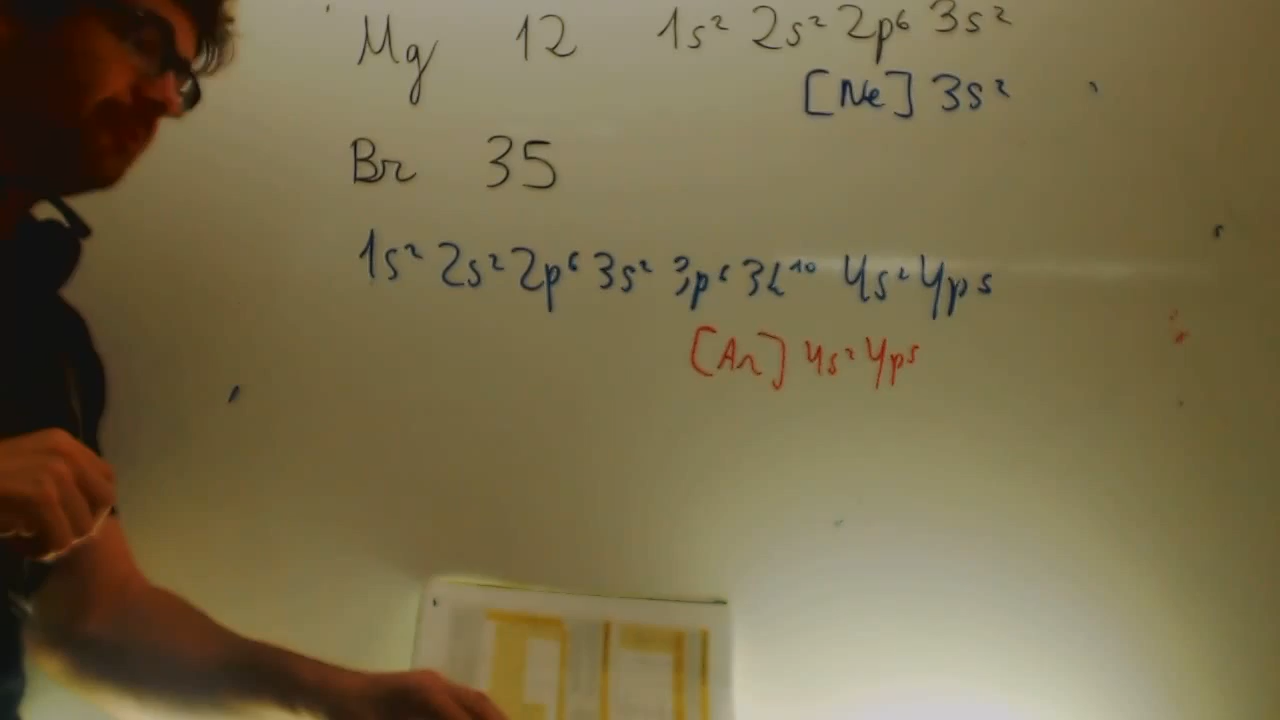 Mg 12 1s² 2s² 2p⁶ 3s²
[Ne] 3s²
Br 35
1s² 2s² 2p⁶ 3s² 3p⁶ 3d¹⁰ 4s² 4p⁵
[Ar] 4s² 4p⁵